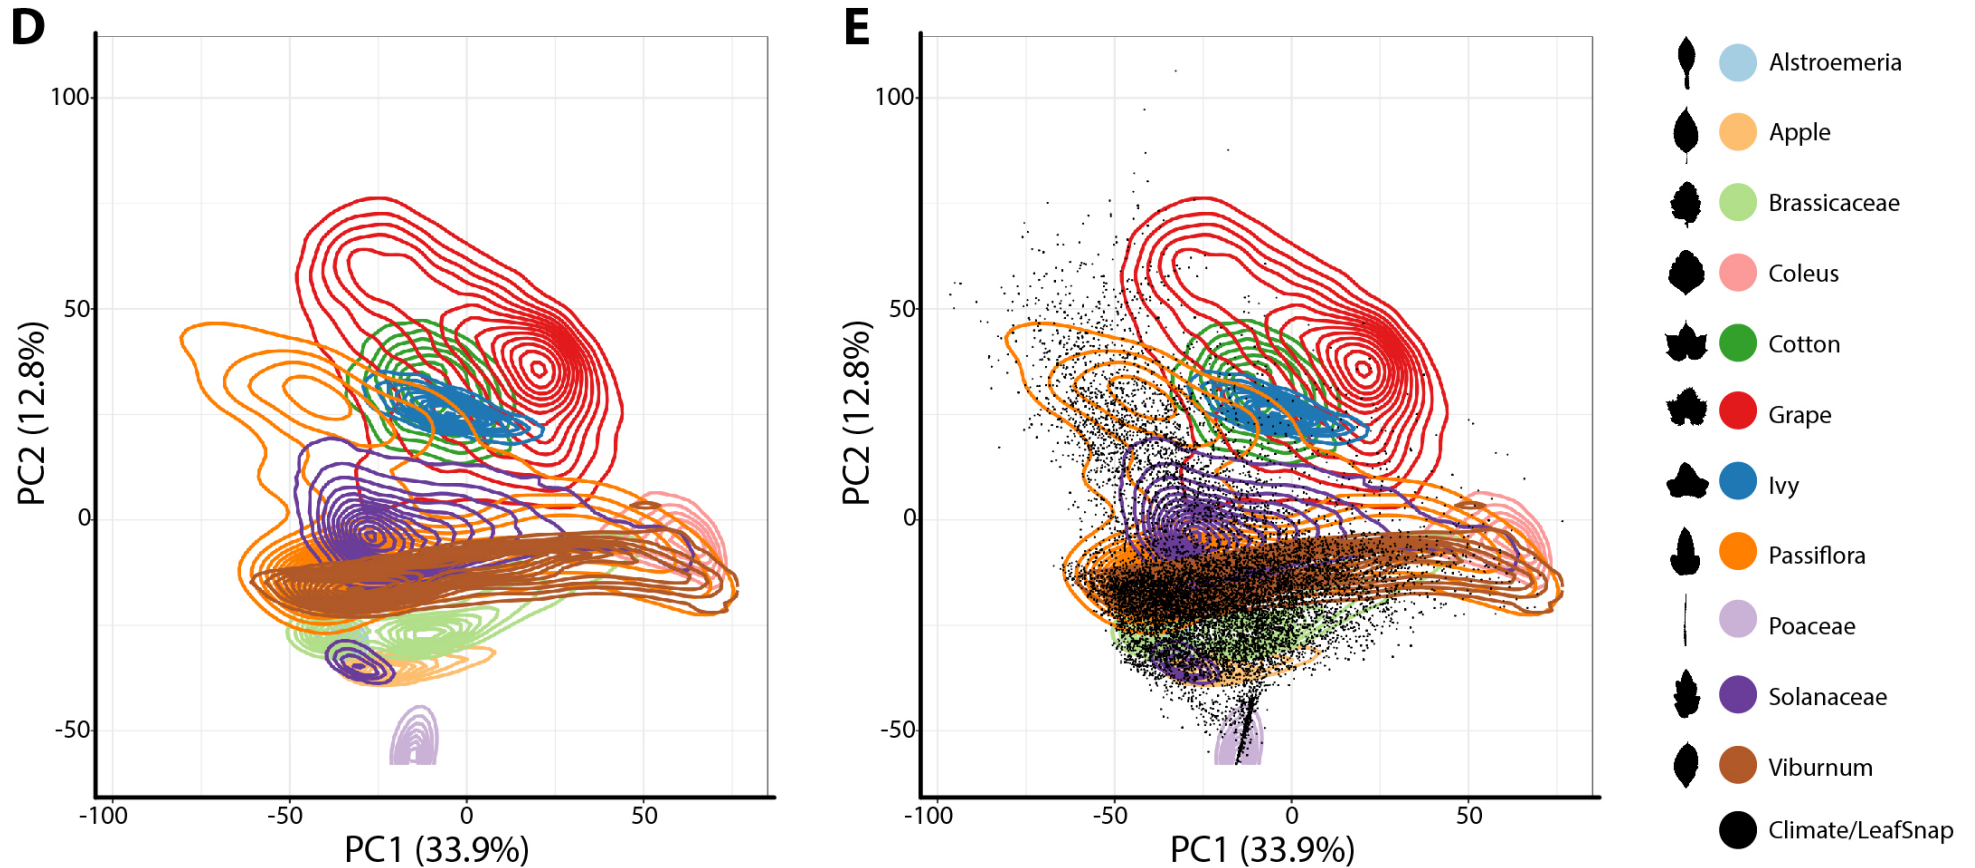 D
100
50
0
-50
-100
-50
0
50
PC2 (12.8%)
PC1 (33.9%)
E
100
50
0
-50
-100
-50
0
50
PC2 (12.8%)
PC1 (33.9%)
Alstroemeria
Apple
Brassicaceae
Coleus
Cotton
Grape
Ivy
Passiflora
Poaceae
Solanaceae
Viburnum
Climate/LeafSnap